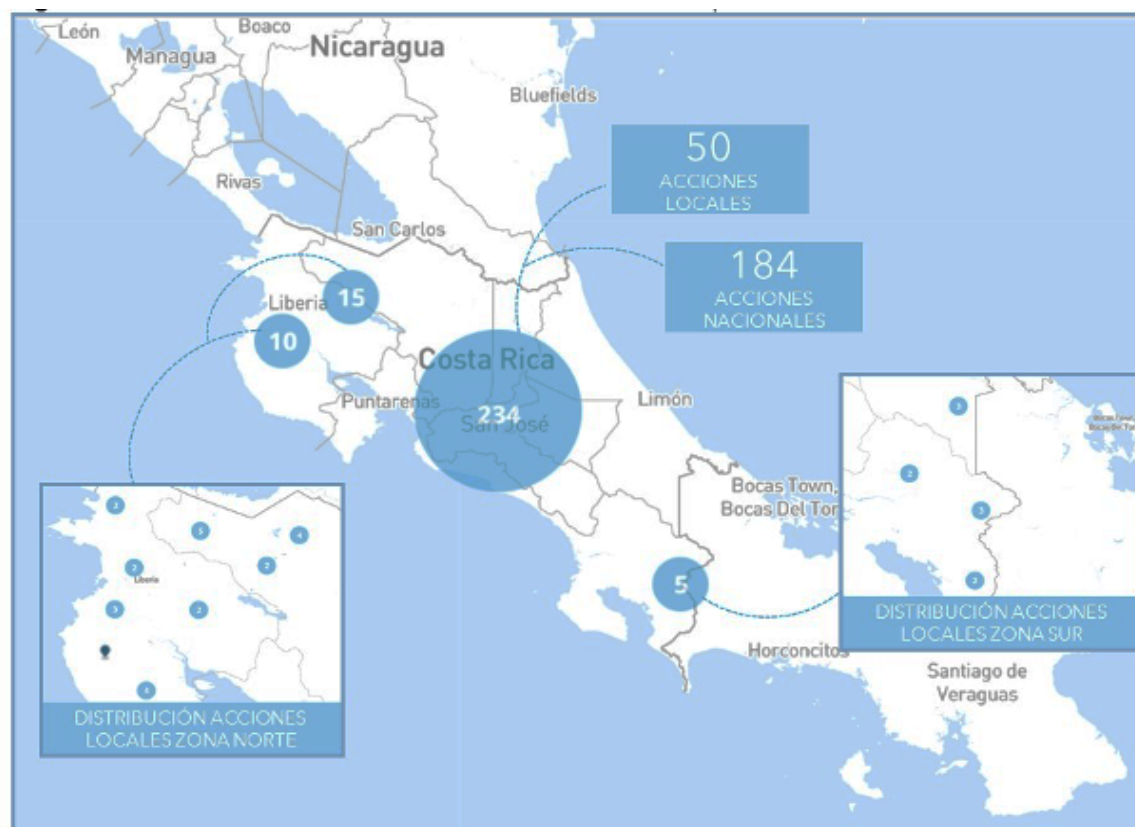 León
Boaco
Managua
Nicaragua
Bluefields
50
ACCIONES
LOCALES
Rivas
San Carlos
184
ACCIONES
NACIONALES
Liberia
15
10
Costa Rica
Puntarenas
234
San José
Limón
3
2
3
2
DISTRIBUCIÓN ACCIONES
LOCALES ZONA SUR
Bocas Town,
Bocas Del Tor
5
2
5
4
2
2
Liberia
3
2
4
DISTRIBUCIÓN ACCIONES
LOCALES ZONA NORTE
Horconcitos
Santiago de
Veraguas